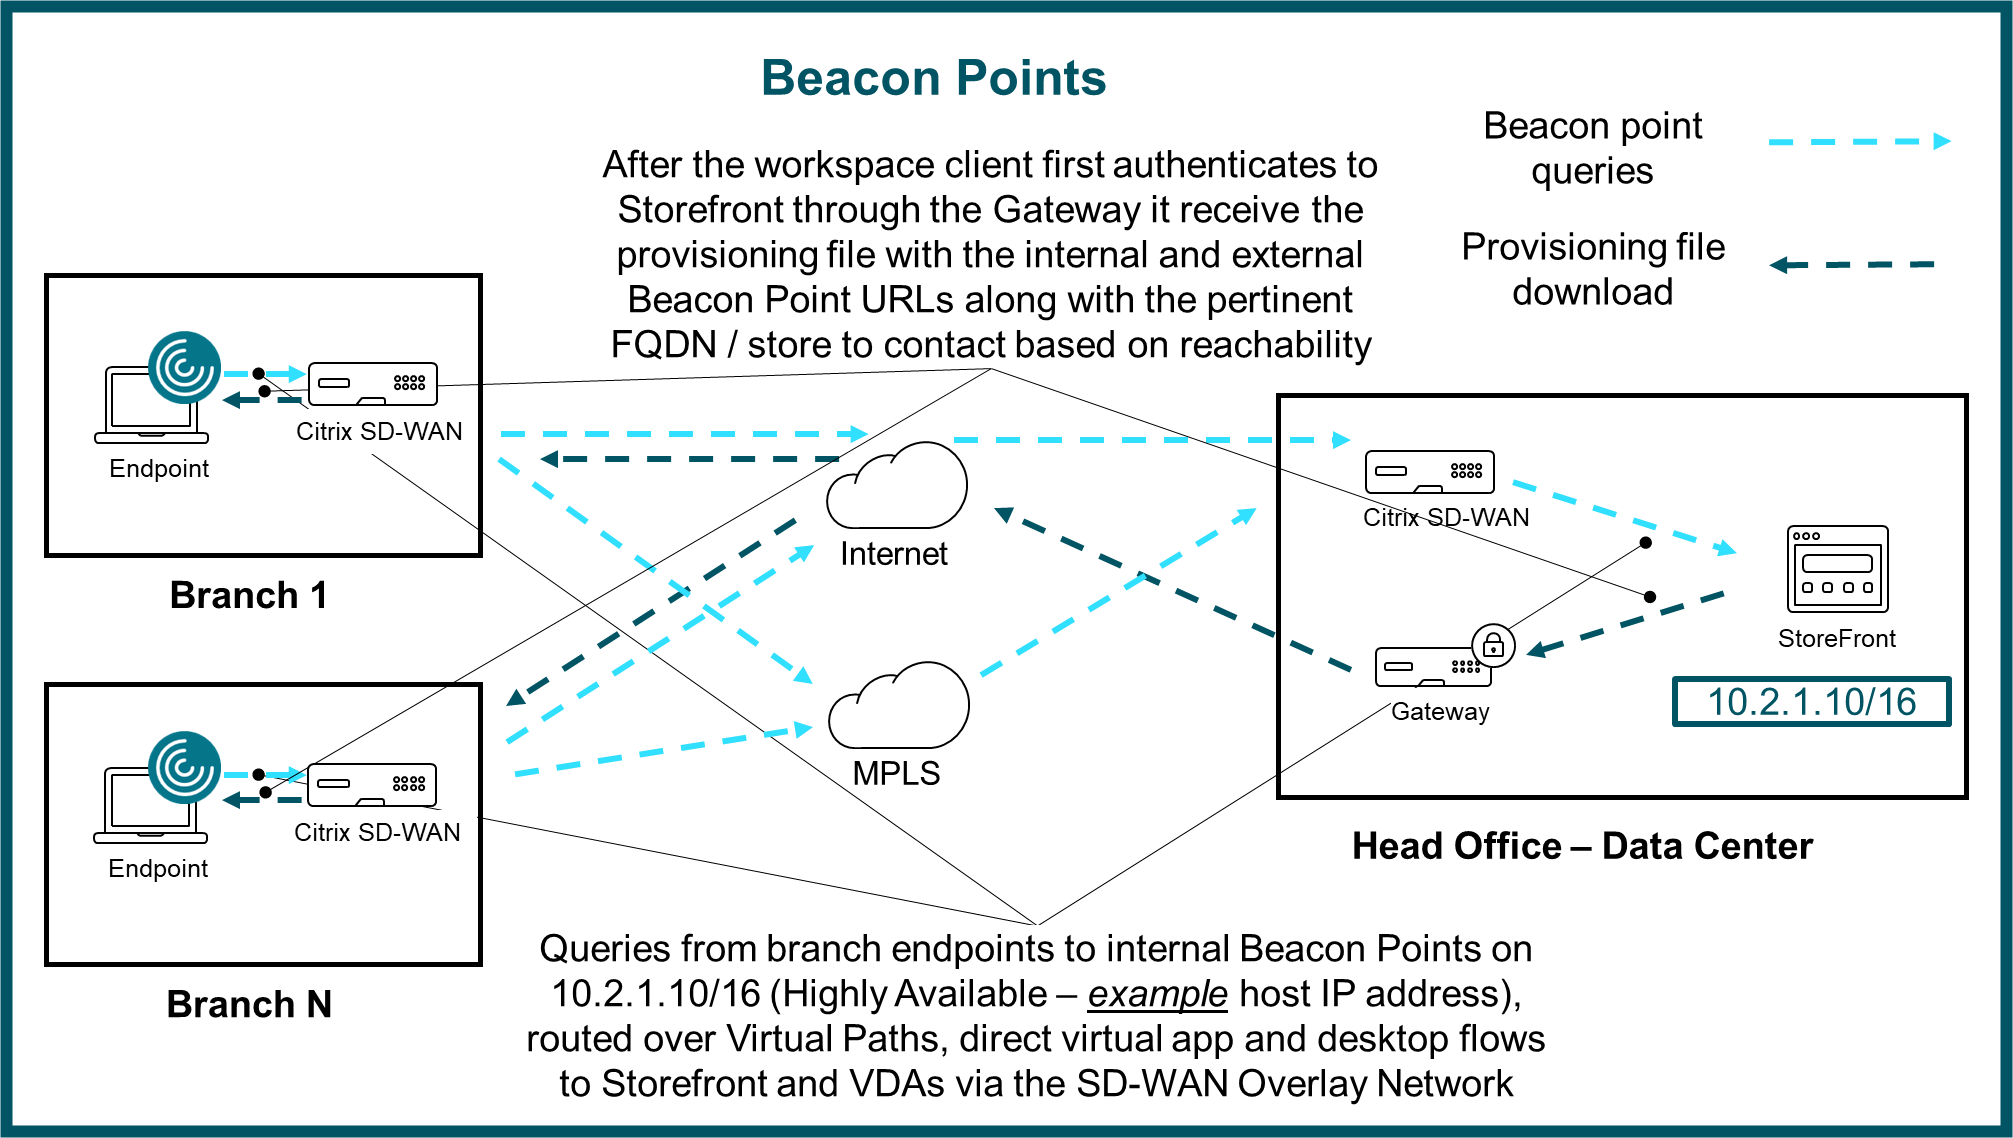 Beacon Points
After the workspace client first authenticates to
Storefront through the Gateway it receive the
provisioning file with the internal and external
Beacon Point URLs along with the pertinent
FQDN / store to contact based on reachability
Beacon point
queries
Provisioning file
download
Citrix SD-WAN
Endpoint
Branch 1
Internet
MPLS
Citrix SD-WAN
StoreFront
10.2.1.10/16
Gateway
Head Office – Data Center
Citrix SD-WAN
Endpoint
Branch N
Queries from branch endpoints to internal Beacon Points on
10.2.1.10/16 (Highly Available – example host IP address),
routed over Virtual Paths, direct virtual app and desktop flows
to Storefront and VDAs via the SD-WAN Overlay Network